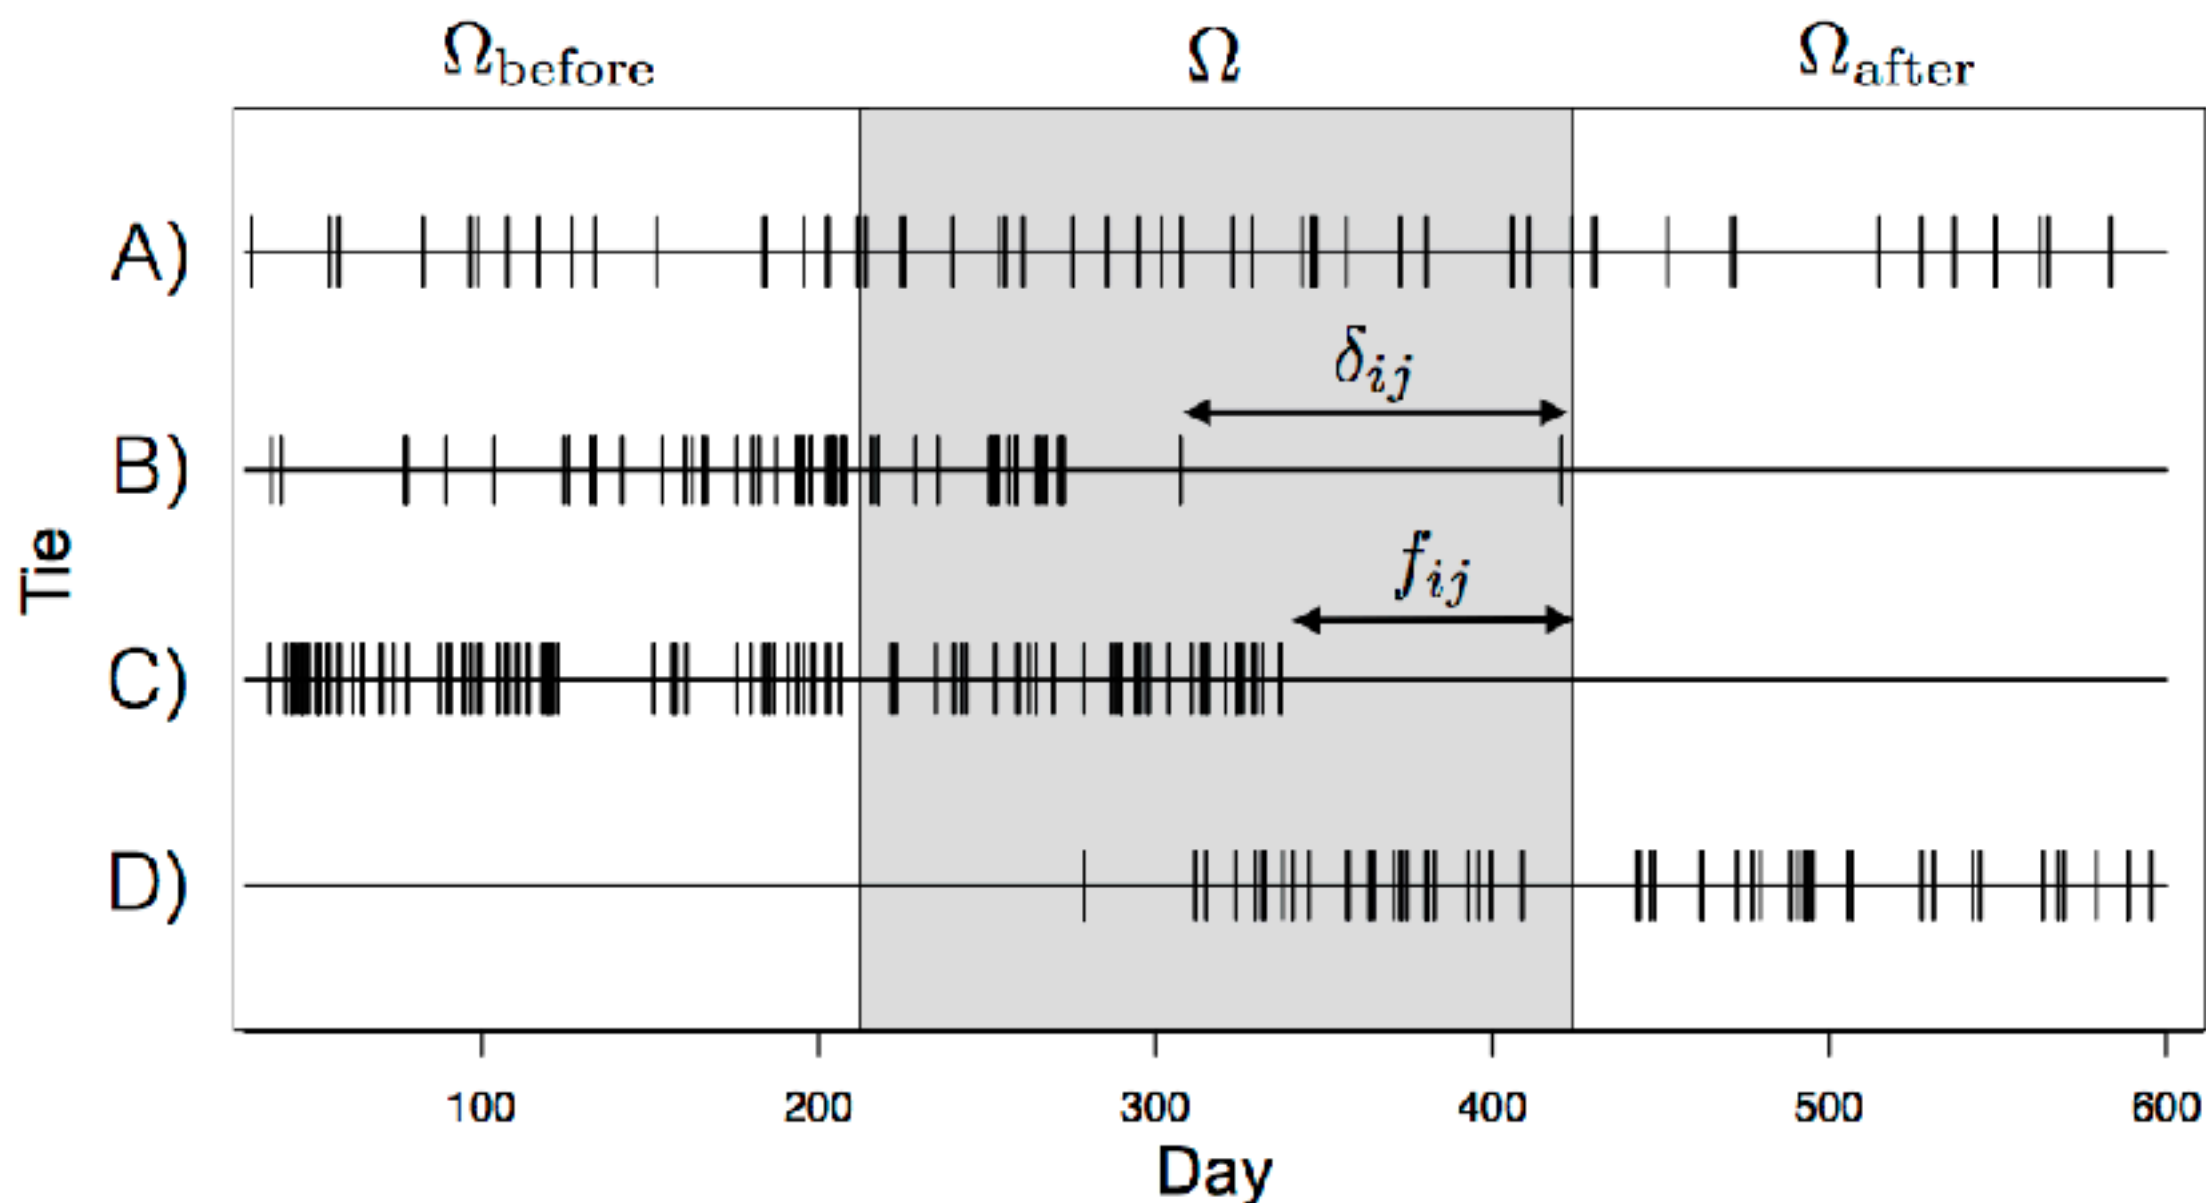 Ω_before Ω Ω_after
A)
δ_ij
B)
f_ij
Tie
C)
D)
100 200 300 400 500 600
Day